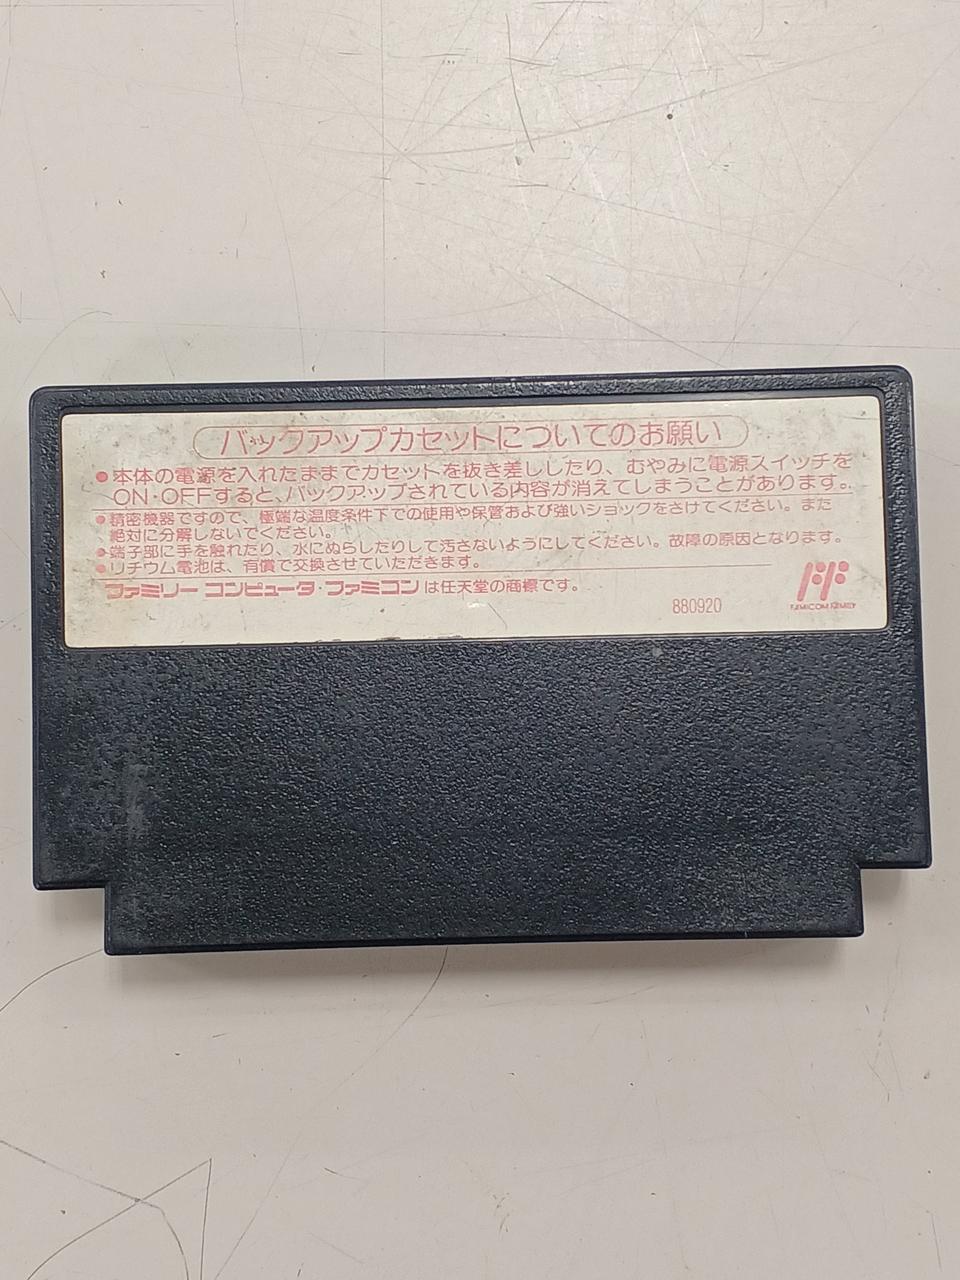 バックアップカセットについてのお願い
●本体の電源を入れたままでカセットを抜き差ししたり、むやみに電源スイッチを
ON・OFFすると、バックアップされている内容が消えてしまうことがあります。
●精密機器ですので、極端な温度条件下での使用や保管および強いショックをさけてください。また
絶対に分解しないでください。
●端子部に手を触れたり、水にぬらしたりして汚さないようにしてください。故障の原因となります。
●リチウム電池は、有償で交換させていただきます。
ファミリー コンピュータ・ファミコンは任天堂の商標です。
880920
FAMICOM FAMILY